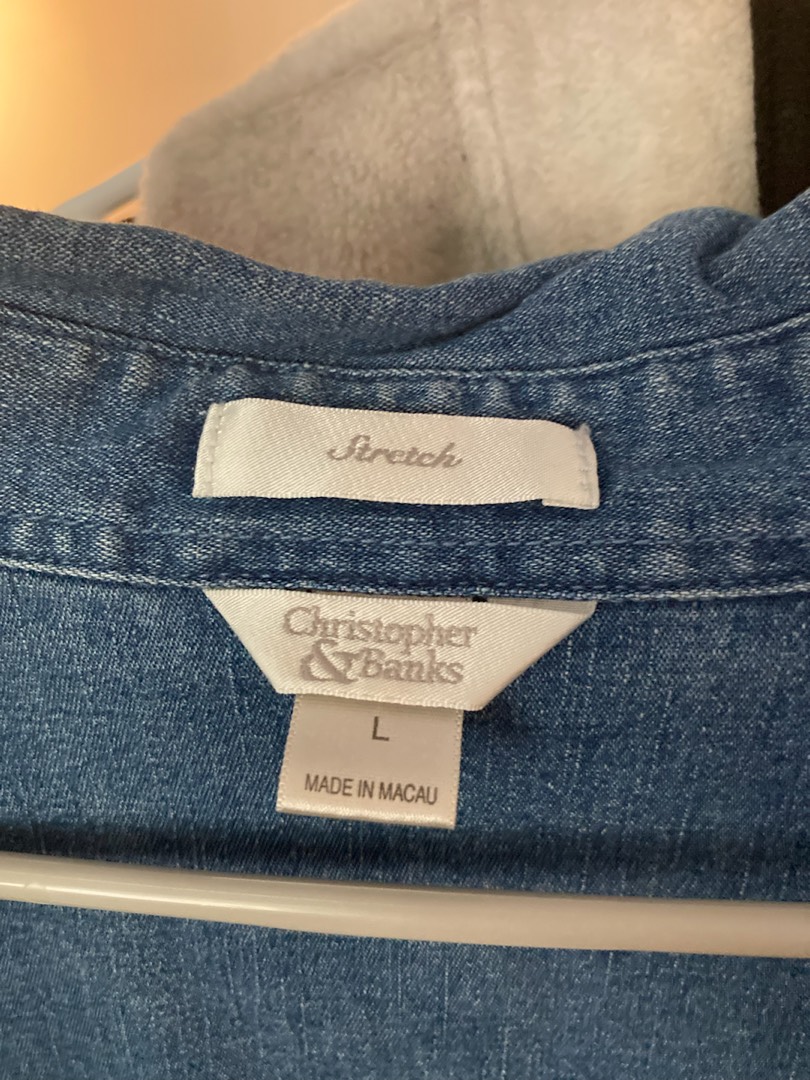 Stretch
Christopher
& Banks
L
MADE IN MACAU